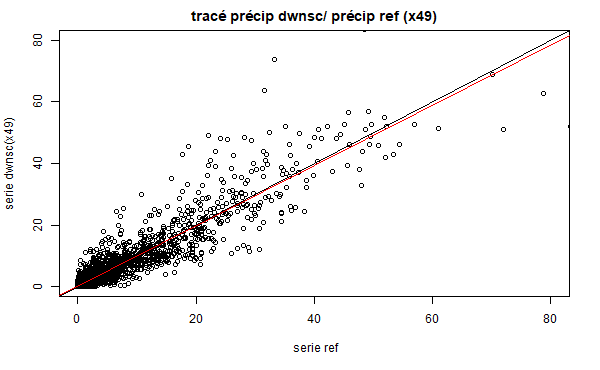 tracé précip dwnsc/ précip ref (x49)
serie dwnsc(x49)
80
60
40
20
0
0 20 40 60 80
serie ref